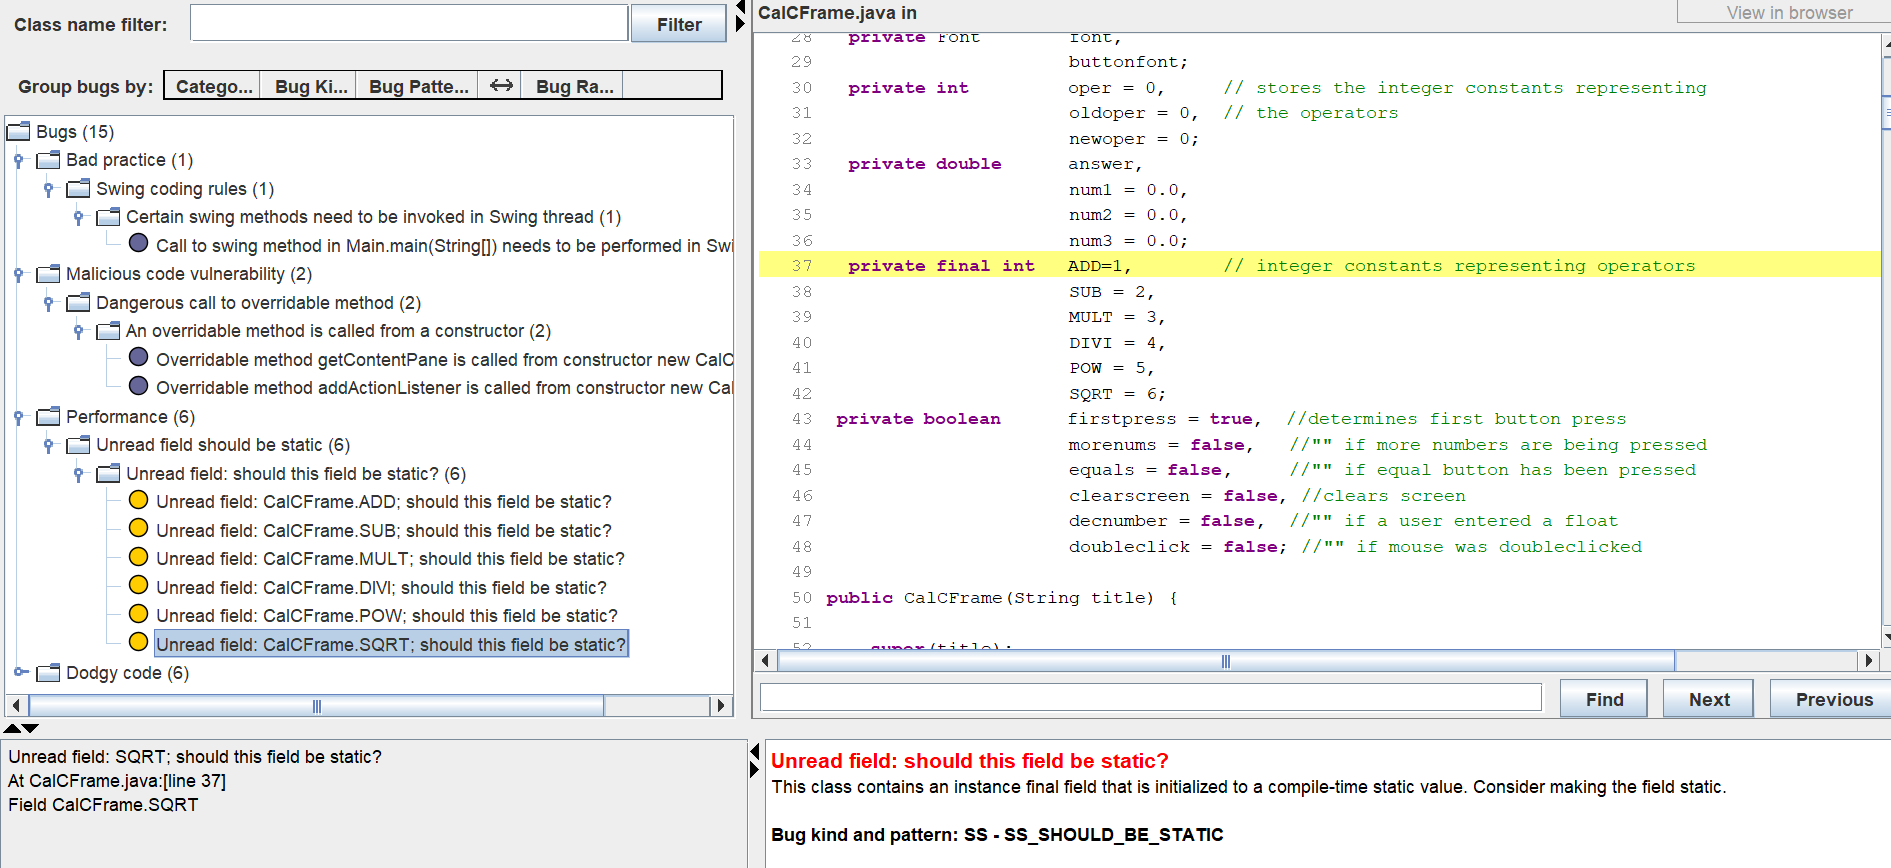 Class name filter:
Filter
Group bugs by:
Catego... Bug Ki... Bug Patte... Bug Ra...
Bugs (15)
Bad practice (1)
Swing coding rules (1)
Certain swing methods need to be invoked in Swing thread (1)
Call to swing method in Main.main(String[]) needs to be performed in Swi
Malicious code vulnerability (2)
Dangerous call to overridable method (2)
An overridable method is called from a constructor (2)
Overridable method getContentPane is called from constructor new CalC
Overridable method addActionListener is called from constructor new Cal
Performance (6)
Unread field should be static (6)
Unread field: should this field be static? (6)
Unread field: CalCFrame.ADD; should this field be static?
Unread field: CalCFrame.SUB; should this field be static?
Unread field: CalCFrame.MULT; should this field be static?
Unread field: CalCFrame.DIVI; should this field be static?
Unread field: CalCFrame.POW; should this field be static?
Unread field: CalCFrame.SQRT; should this field be static?
Dodgy code (6)
Unread field: SQRT; should this field be static?
At CalCFrame.java:[line 37]
Field CalCFrame.SQRT
CalCFrame.java in
View in browser
28 private Font font,
29 buttonfont;
30 private int oper = 0, // stores the integer constants representing
31 oldoper = 0, // the operators
32 newoper = 0;
33 private double answer,
34 num1 = 0.0,
35 num2 = 0.0,
36 num3 = 0.0;
37 private final int ADD=1, // integer constants representing operators
38 SUB = 2,
39 MULT = 3,
40 DIVI = 4,
41 POW = 5,
42 SQRT = 6;
43 private boolean firstpress = true, //determines first button press
44 morenums = false, //"" if more numbers are being pressed
45 equals = false, //"" if equal button has been pressed
46 clearscreen = false, //clears screen
47 decnumber = false, //"" if a user entered a float
48 doubleclick = false; //"" if mouse was doubleclicked
49
50 public CalCFrame(String title) {
51
52 super(title);
Find
Next
Previous
Unread field: should this field be static?
This class contains an instance final field that is initialized to a compile-time static value. Consider making the field static.
Bug kind and pattern: SS - SS_SHOULD_BE_STATIC